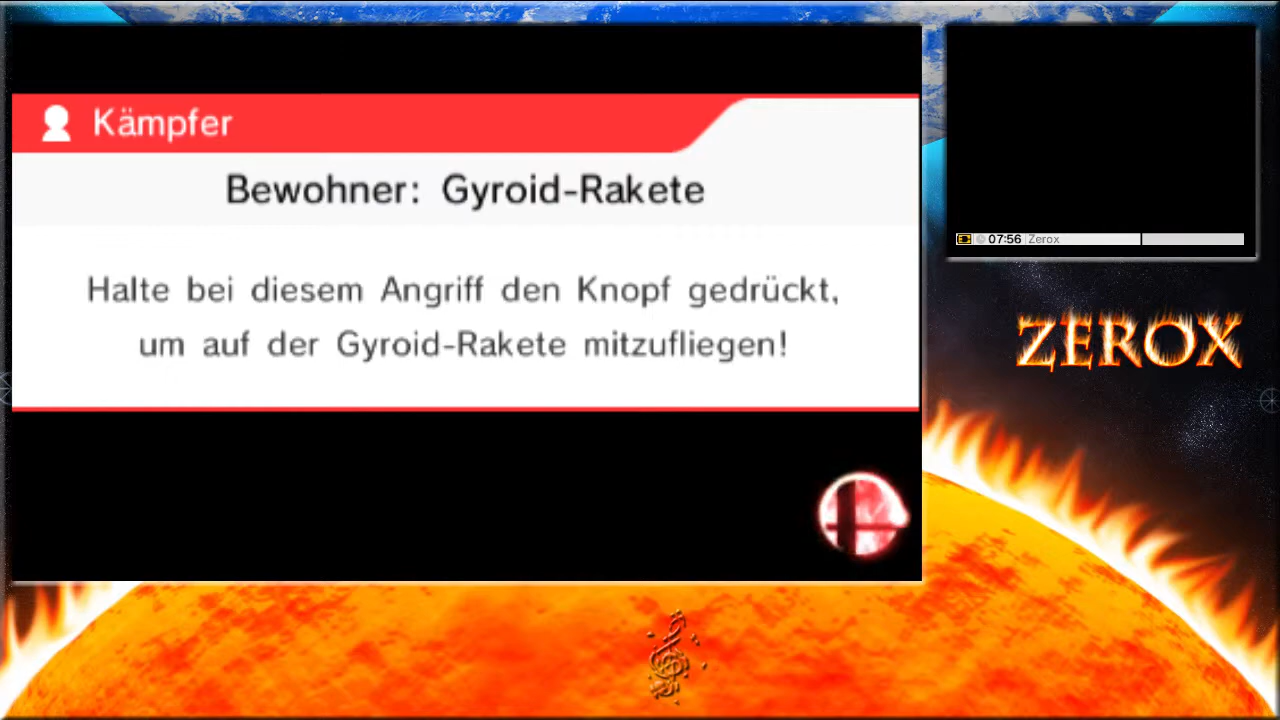 Kämpfer
Bewohner: Gyroid-Rakete
Halte bei diesem Angriff den Knopf gedrückt,
um auf der Gyroid-Rakete mitzufliegen!
07:56 Zerox
ZEROX